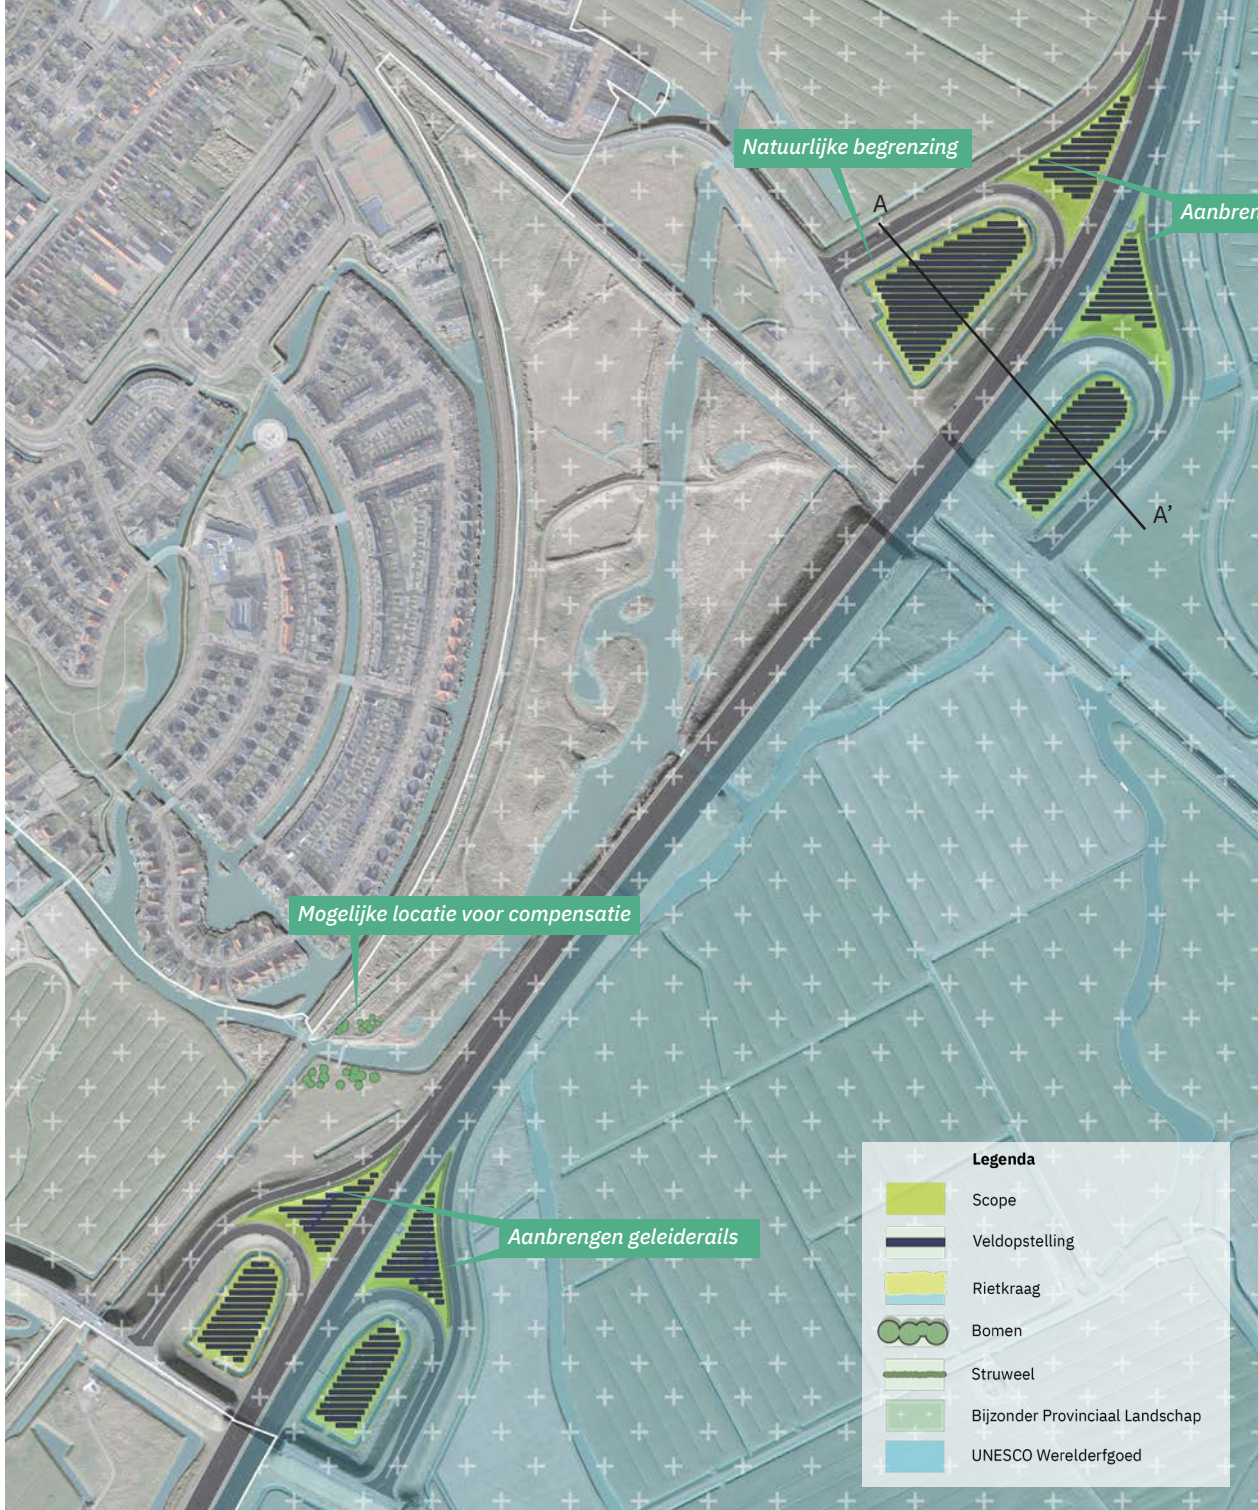 Natuurlijke begrenzing
A
Aanbren
A'
Mogelijke locatie voor compensatie
Aanbrengen geleiderails
Legenda
Scope
Veldopstelling
Rietkraag
Bomen
Struweel
Bijzonder Provinciaal Landschap
UNESCO Werelderfgoed